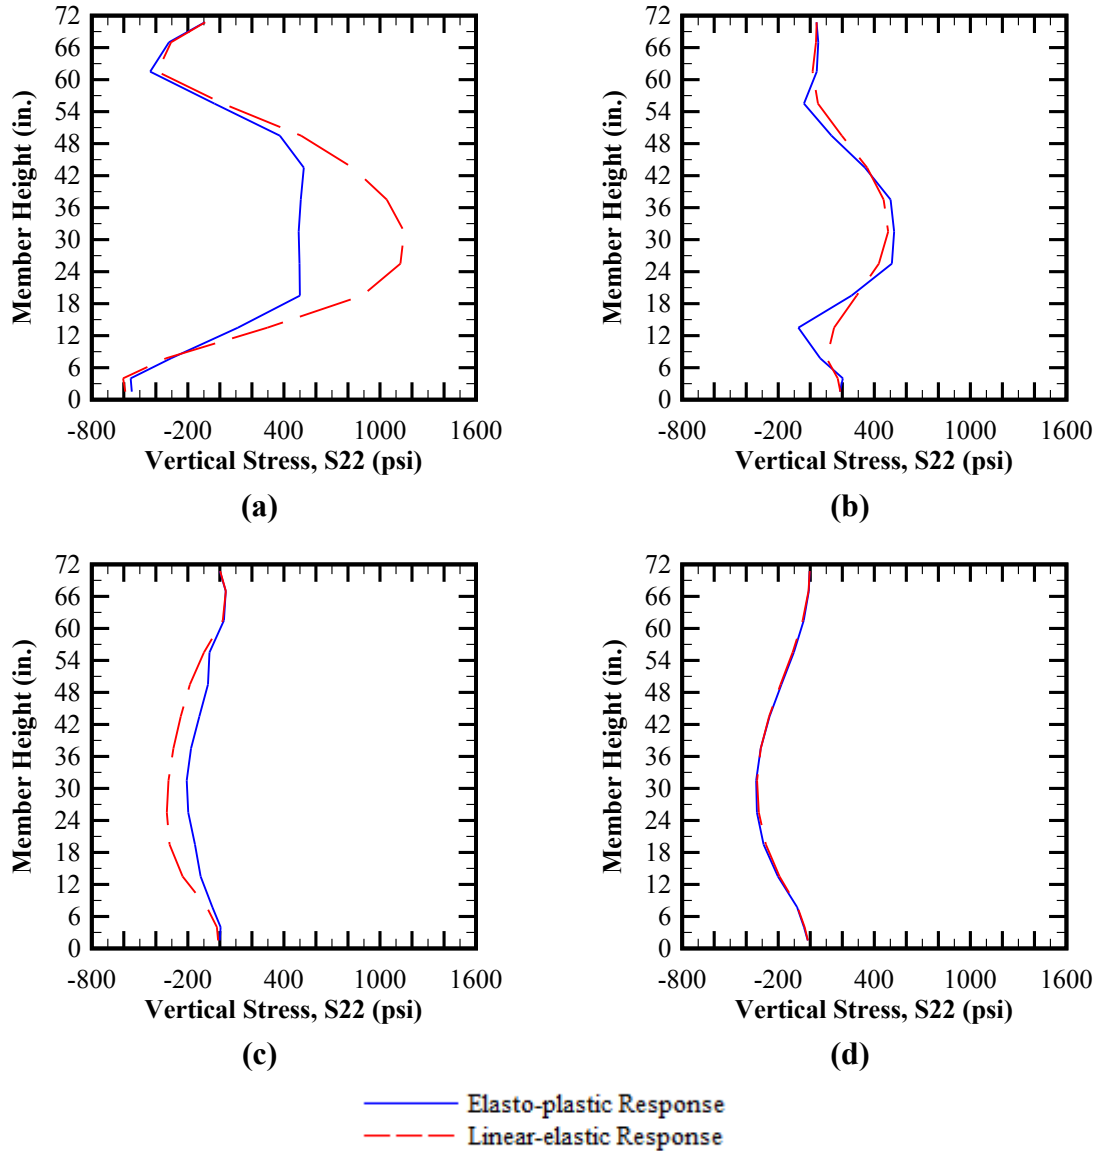 72
66
60
54
48
42
36
30
24
18
12
6
0
Member Height (in.)
-800 -200 400 1000 1600
Vertical Stress, S22 (psi)
(a)
72
66
60
54
48
42
36
30
24
18
12
6
0
Member Height (in.)
-800 -200 400 1000 1600
Vertical Stress, S22 (psi)
(b)
72
66
60
54
48
42
36
30
24
18
12
6
0
Member Height (in.)
-800 -200 400 1000 1600
Vertical Stress, S22 (psi)
(c)
72
66
60
54
48
42
36
30
24
18
12
6
0
Member Height (in.)
-800 -200 400 1000 1600
Vertical Stress, S22 (psi)
(d)
Elasto-plastic Response
Linear-elastic Response